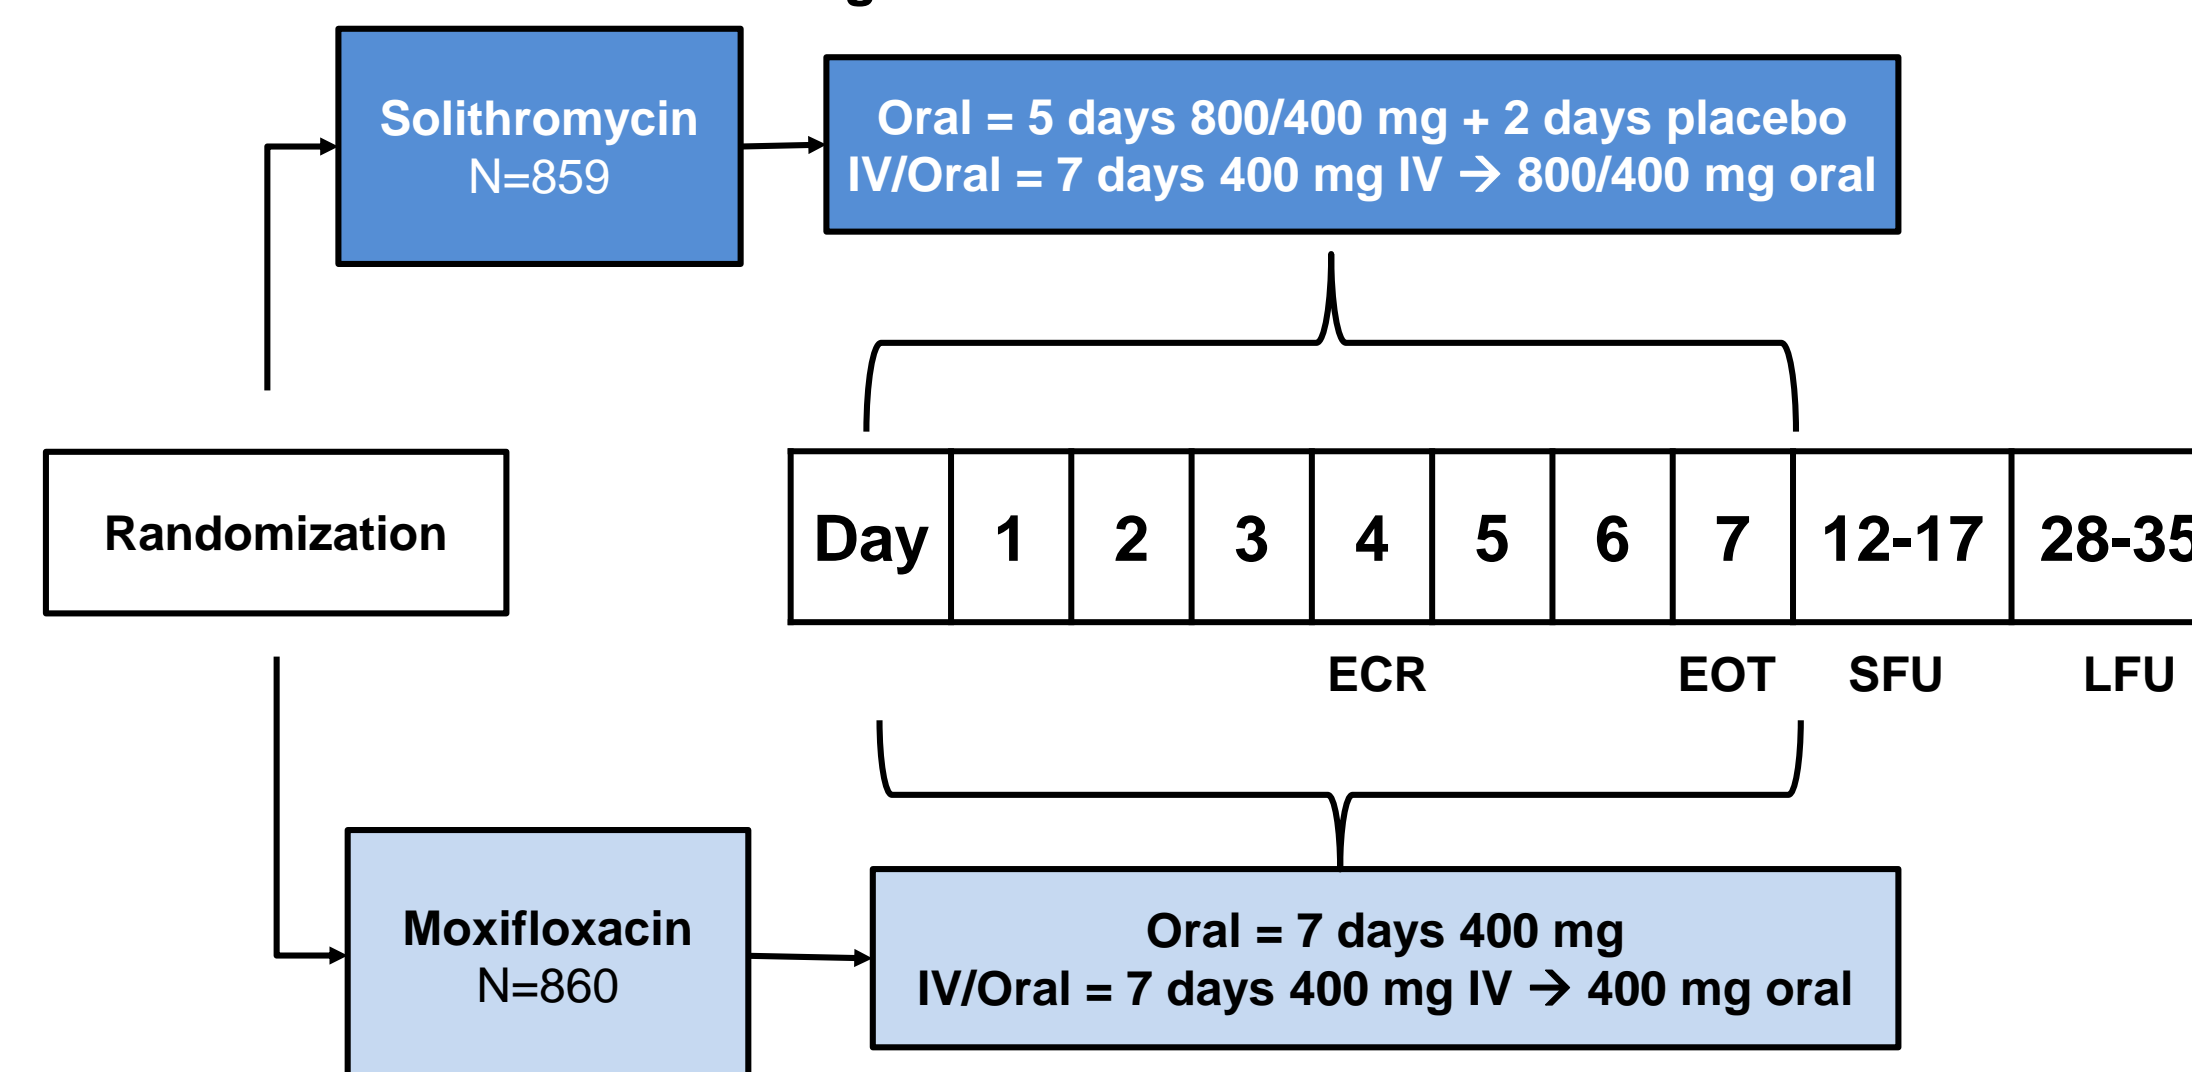 Solithromycin
N=859
Oral = 5 days 800/400 mg + 2 days placebo
IV/Oral = 7 days 400 mg IV → 800/400 mg oral
Randomization
Day 1 2 3 4 5 6 7 12-17 28-35
ECR EOT SFU LFU
Moxifloxacin
N=860
Oral = 7 days 400 mg
IV/Oral = 7 days 400 mg IV → 400 mg oral